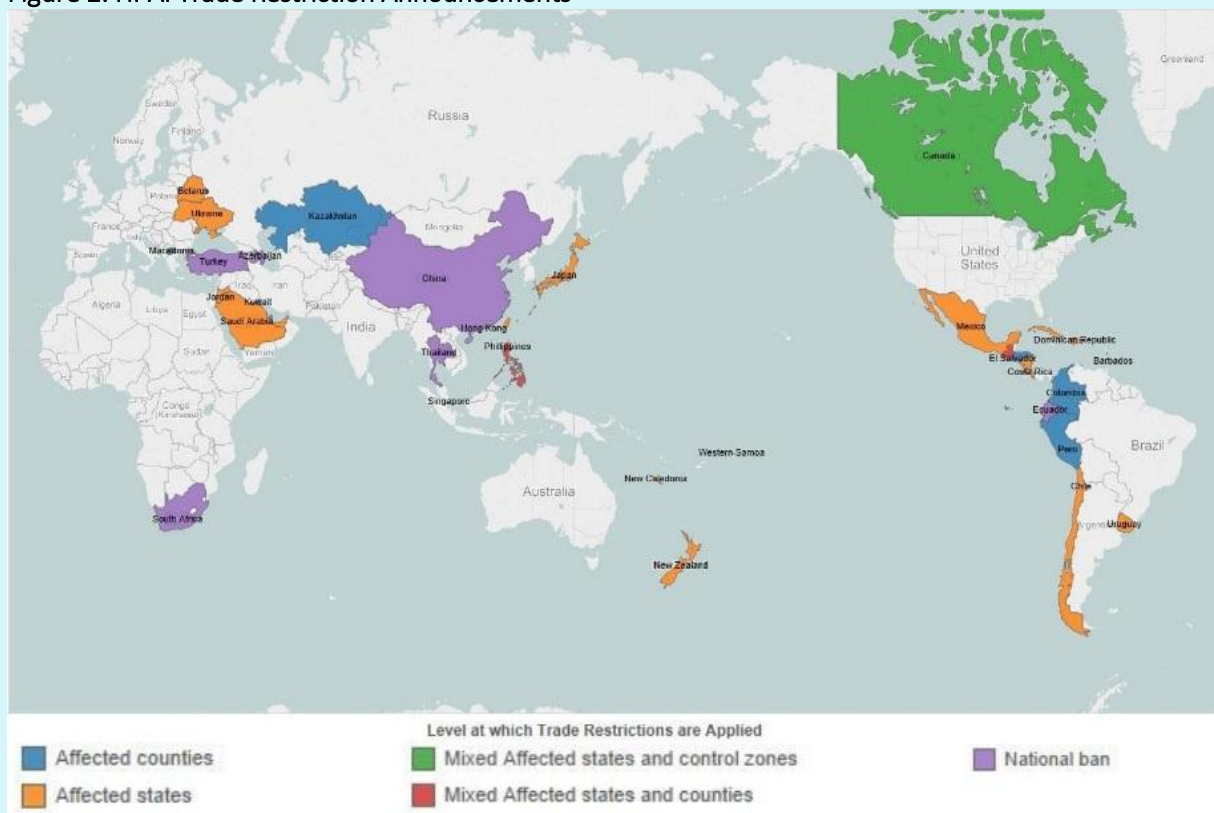 Greenland
Sweden
Finland
Norway
Russia
Canada
Belarus
Poland
Ukraine
France
Italy
Kazakhstan
Mongolia
United
States
Spain
Macedonia
Turkey
Azerbaijan
China
Japan
Algeria
Libya
Egypt
Iraq
Iran
Jordan
Kuwait
Pakistan
Saudi Arabia
India
Hong Kong
Mexico
Dominican Republic
Sudan
Yemen
Thailand
Philippines
El Salvador
Barbados
Costa Rica
Singapore
Colombia
Ecuador
Congo
(Kinshasa)
Peru
Brazil
Western Samoa
New Caledonia
Australia
Chile
South Africa
Uruguay
New Zealand
Level at which Trade Restrictions are Applied
Affected counties
Mixed Affected states and control zones
National ban
Affected states
Mixed Affected states and counties